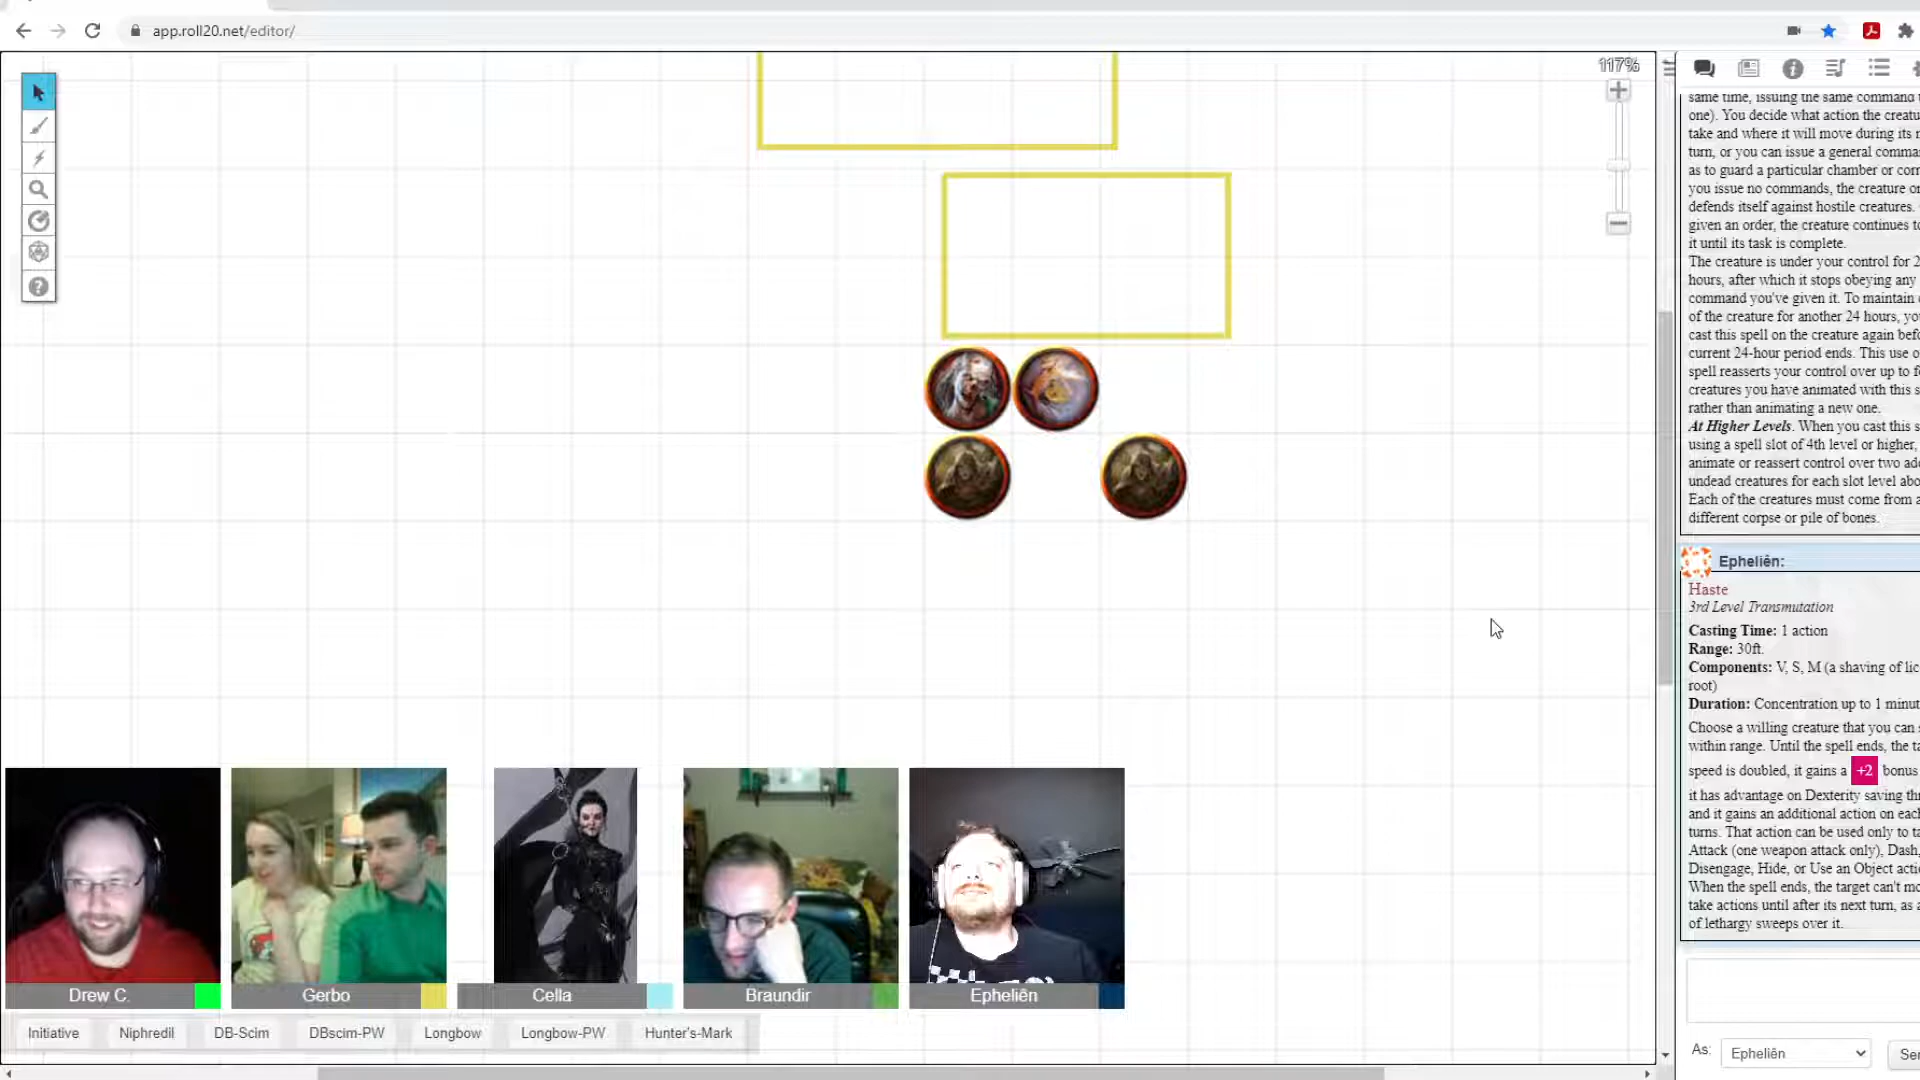 app.roll20.net/editor/
117%
same time, issuing the same command
one). You decide what action the creatu
take and where it will move during its
turn, or you can issue a general comma
as to guard a particular chamber or corr
you issue no commands, the creature or
defends itself against hostile creatures.
given an order, the creature continues to
it until its task is complete.
The creature is under your control for 2
hours, after which it stops obeying any
command you've given it. To maintain
of the creature for another 24 hours, yo
cast this spell on the creature again befo
current 24-hour period ends. This use o
spell reasserts your control over up to f
creatures you have animated with this s
rather than animating a new one.
At Higher Levels. When you cast this s
using a spell slot of 4th level or higher,
animate or reassert control over two ad
undead creatures for each slot level abo
Each of the creatures must come from a
different corpse or pile of bones.
Epheliên:
Haste
3rd Level Transmutation
Casting Time: 1 action
Range: 30ft.
Components: V, S, M (a shaving of lic
root)
Duration: Concentration up to 1 minut
Choose a willing creature that you can s
within range. Until the spell ends, the ta
speed is doubled, it gains a +2 bonus
it has advantage on Dexterity saving thr
and it gains an additional action on each
turns. That action can be used only to ta
Attack (one weapon attack only), Dash,
Disengage, Hide, or Use an Object actio
When the spell ends, the target can't mo
take actions until after its next turn, as a
of lethargy sweeps over it.
Drew C.
Gerbo
Cella
Braundir
Epheliên
Initiative
Niphredil
DB-Scim
DBscim-PW
Longbow
Longbow-PW
Hunter's-Mark
As:
Epheliên
Ser